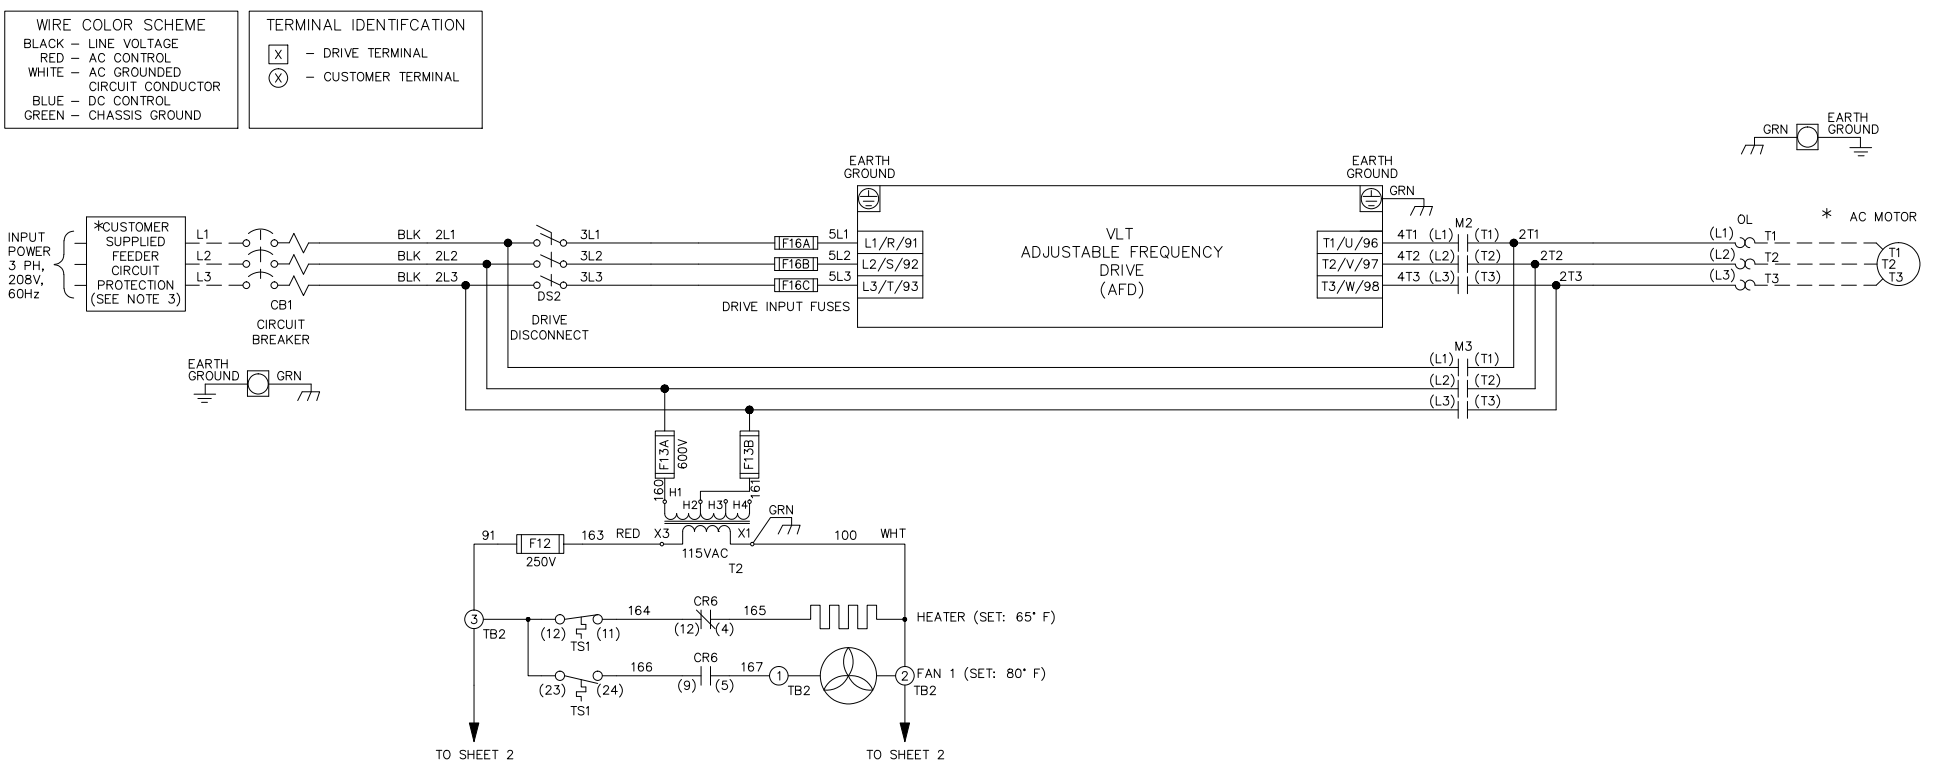 WIRE COLOR SCHEME
BLACK – LINE VOLTAGE
RED – AC CONTROL
WHITE – AC GROUNDED
CIRCUIT CONDUCTOR
BLUE – DC CONTROL
GREEN – CHASSIS GROUND
TERMINAL IDENTIFCATION
X – DRIVE TERMINAL
X – CUSTOMER TERMINAL
GRN
EARTH
GROUND
EARTH
GROUND
EARTH
GROUND
GRN
INPUT
POWER
3 PH,
208V,
60Hz
*CUSTOMER
SUPPLIED
FEEDER
CIRCUIT
PROTECTION
(SEE NOTE 3)
L1
L2
L3
CB1
CIRCUIT
BREAKER
BLK 2L1
BLK 2L2
BLK 2L3
DS2
DRIVE
DISCONNECT
3L1
3L2
3L3
F16A
F16B
F16C
DRIVE INPUT FUSES
5L1
5L2
5L3
L1/R/91
L2/S/92
L3/T/93
VLT
ADJUSTABLE FREQUENCY
DRIVE
(AFD)
T1/U/96
T2/V/97
T3/W/98
M2
4T1 (L1) (T1) 2T1
4T2 (L2) (T2) 2T2
4T3 (L3) (T3) 2T3
OL
(L1) T1
(L2) T2
(L3) T3
* AC MOTOR
T1
T2
T3
M3
(L1) (T1)
(L2) (T2)
(L3) (T3)
EARTH
GROUND
GRN
F13A
600V
F13B
160
161
H1
H2
H3
H4
GRN
91
F12
250V
163
RED
X3
X1
115VAC
T2
100
WHT
3
TB2
(12)
(11)
TS1
164
CR6
(12)
(4)
165
HEATER (SET: 65° F)
(23)
(24)
TS1
166
CR6
(9)
(5)
167
1
TB2
2
TB2
FAN 1 (SET: 80° F)
TO SHEET 2
TO SHEET 2